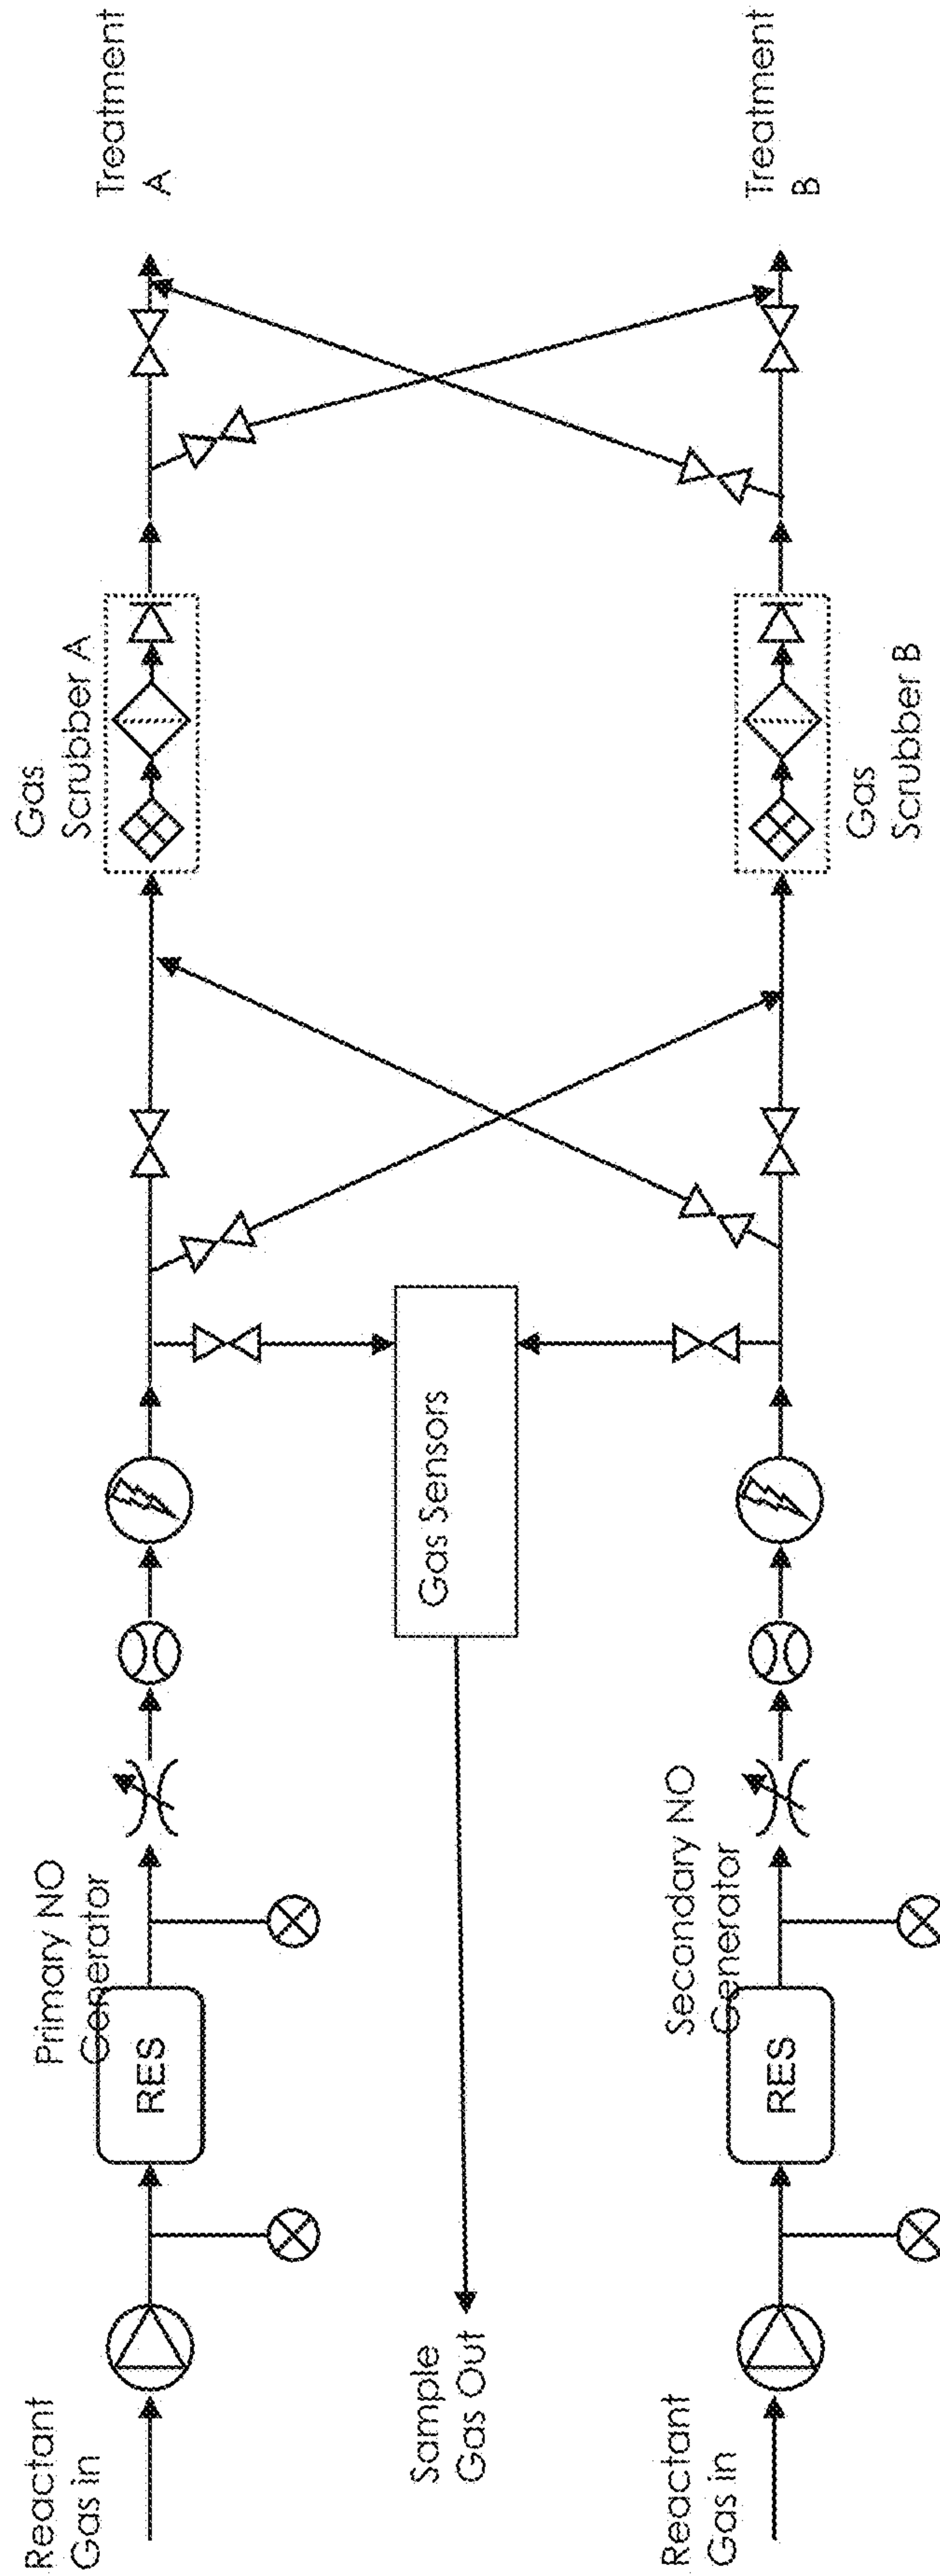 Reactant
Gas in
RES
Primary NO
Generator
Gas
Scrubber A
Treatment
A
Sample
Gas Out
Gas Sensors
Reactant
Gas in
RES
Secondary NO
Generator
Gas
Scrubber B
Treatment
B